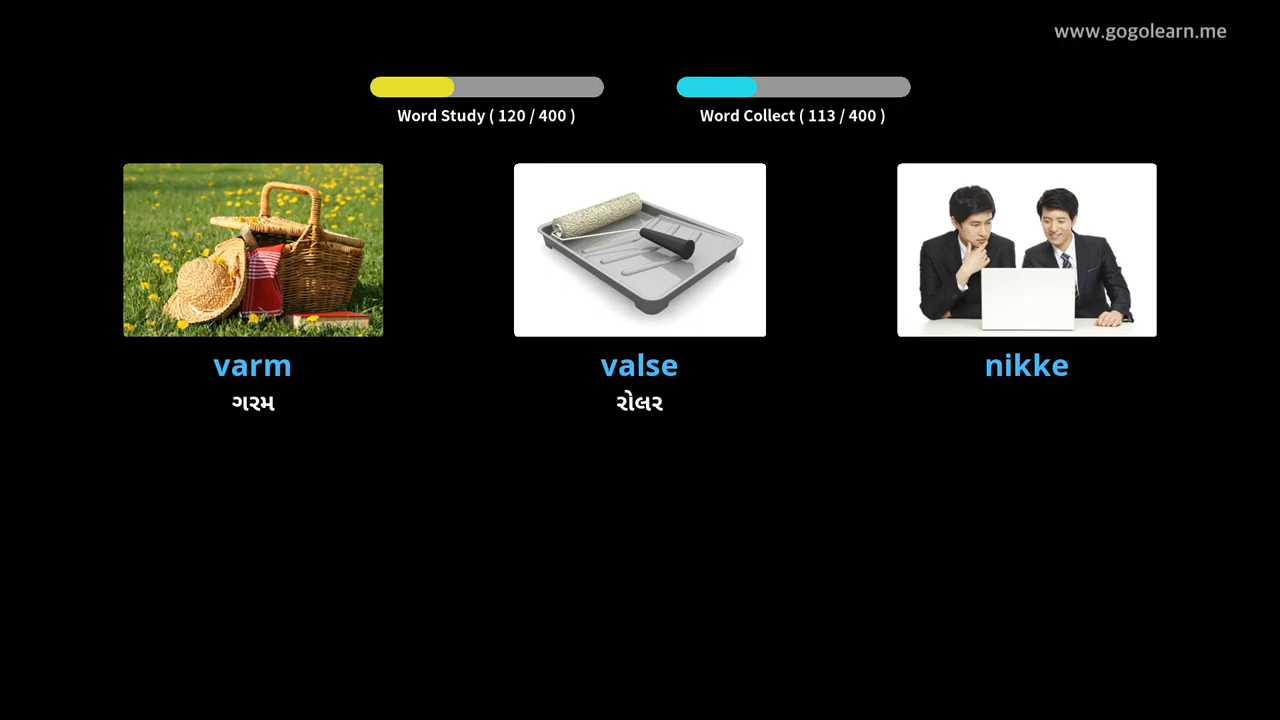 www.gogolearn.me
Word Study ( 120 / 400 )
Word Collect ( 113 / 400 )
varm
ગરમ
valse
રોલર
nikke